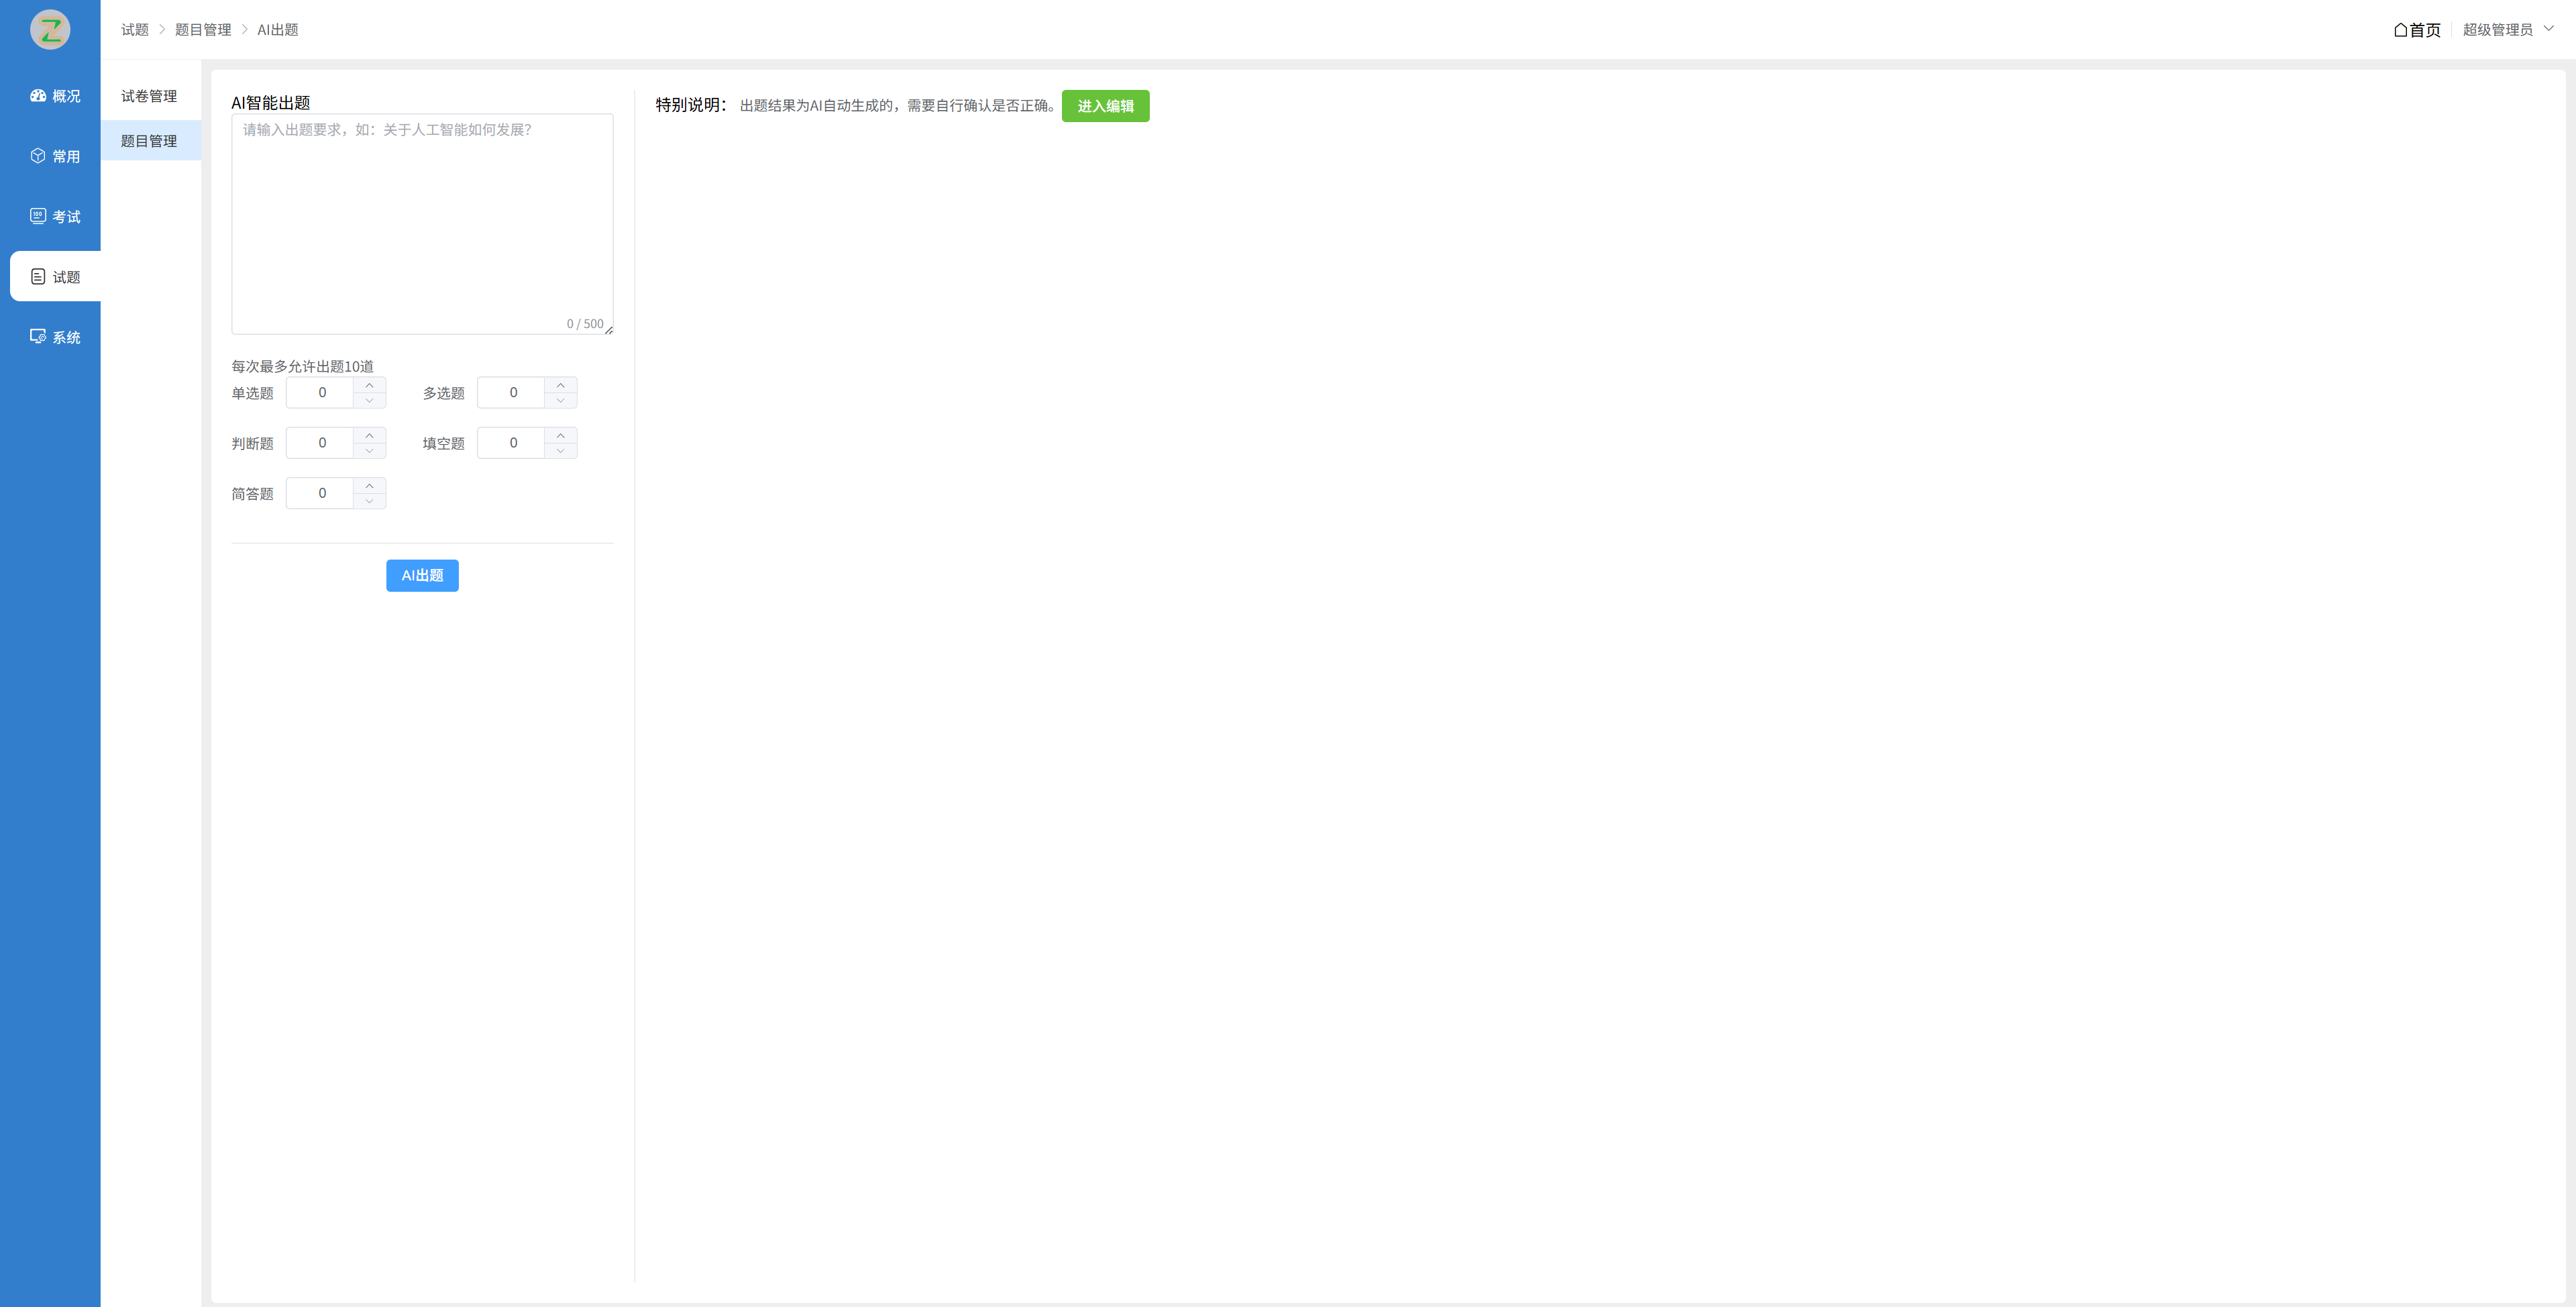 试题 > 题目管理 > AI出题
首页
超级管理员
概况
常用
考试
试题
系统
试卷管理
题目管理
AI智能出题
请输入出题要求，如：关于人工智能如何发展？
0 / 500
每次最多允许出题10道
单选题 0 多选题 0
判断题 0 填空题 0
简答题 0
AI出题
特别说明： 出题结果为AI自动生成的，需要自行确认是否正确。 进入编辑